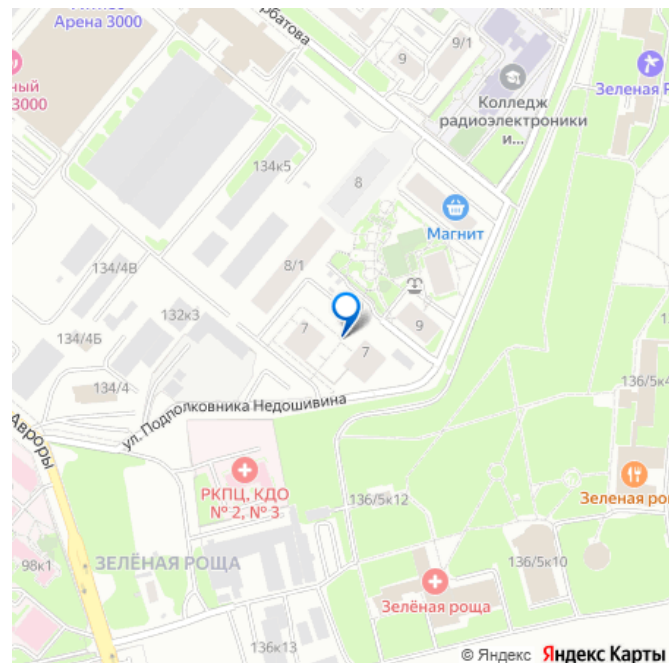 Арена 3000
рбатова
9/1
9
ный
3000
Зеленая Р
Колледж
радиоэлектроники
и...
134к5
8
Магнит
134/4В
8/1
132к3
7
9
134/4Б
7
134/4
136/5к4
ул. Подполковника Недошивина
Авроры
РКПЦ, КДО
№ 2, № 3
Зеленая ро
136/5к12
98к1
ЗЕЛЁНАЯ РОЩА
136/5к10
Зелёная роща
136к13
© Яндекс Яндекс Карты